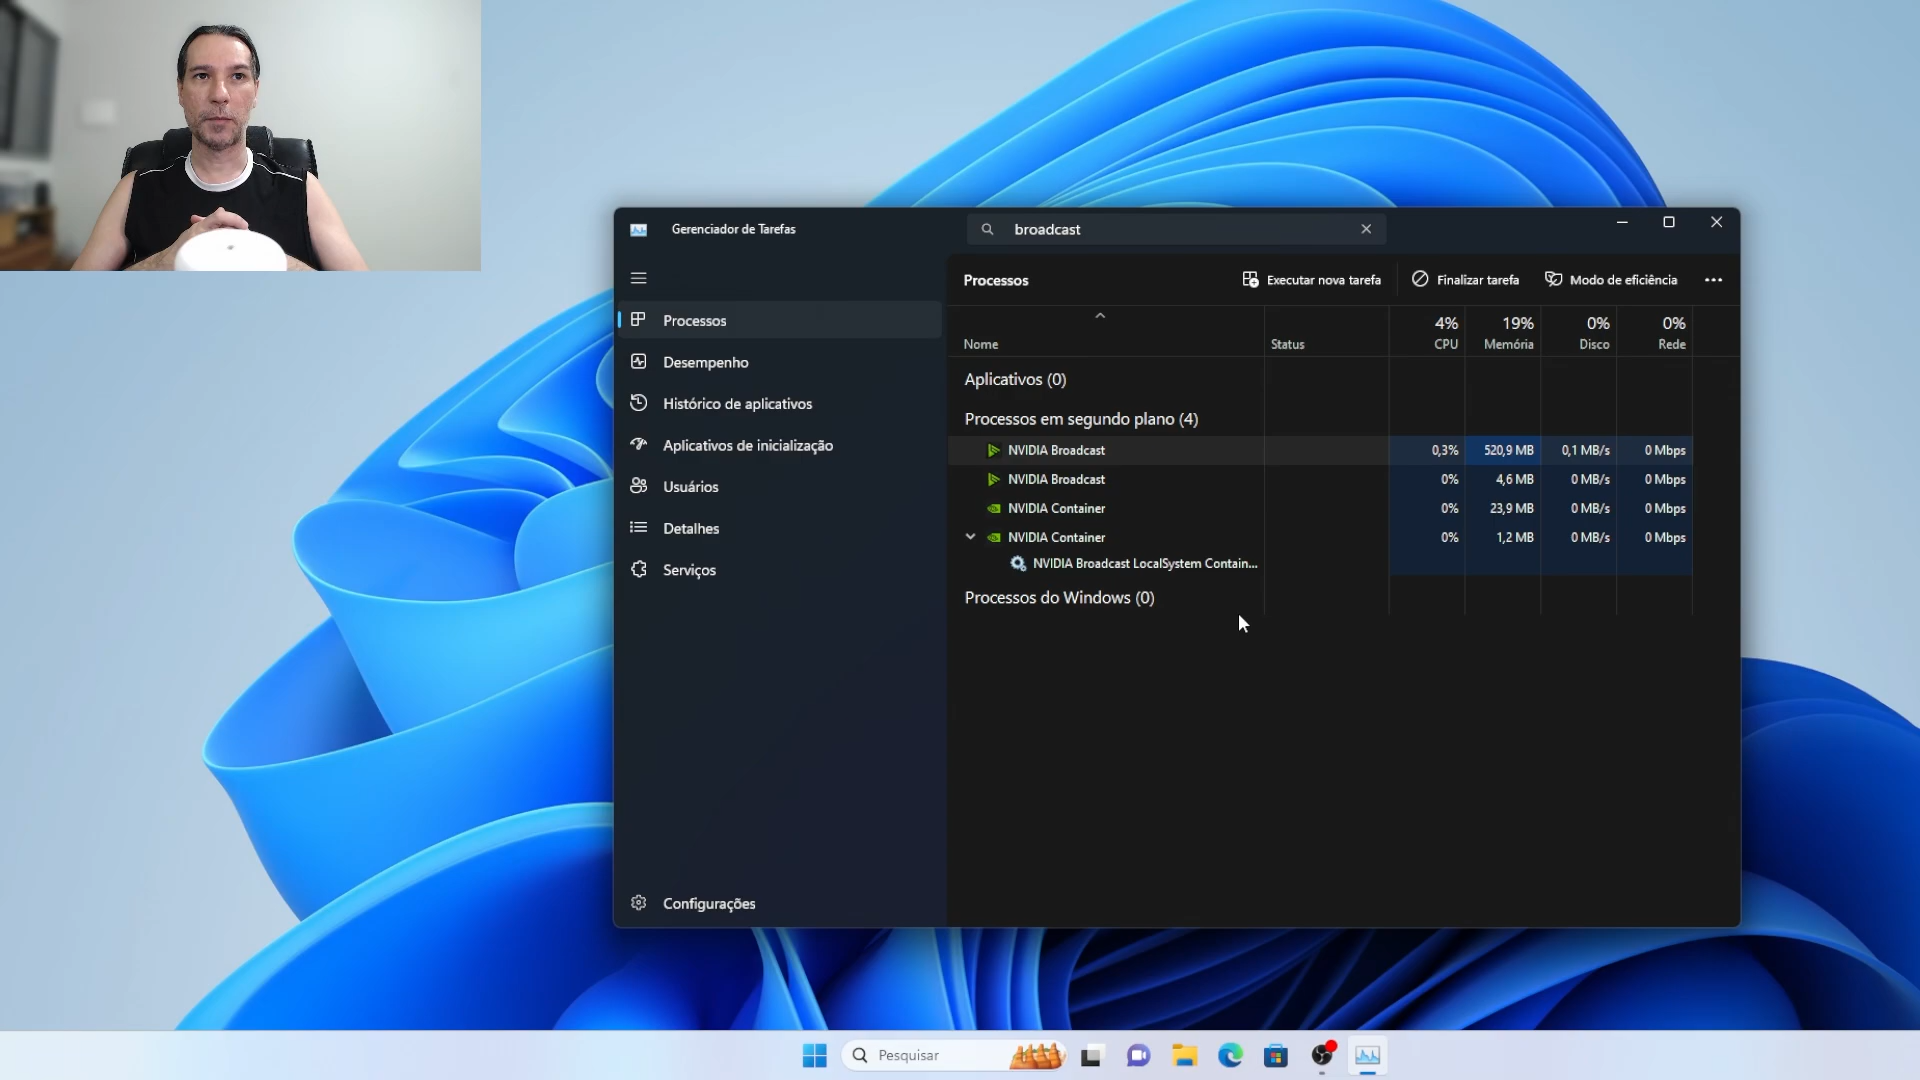 Gerenciador de Tarefas
broadcast
Processos
Executar nova tarefa
Finalizar tarefa
Modo de eficiência
Processos
Desempenho
Histórico de aplicativos
Aplicativos de inicialização
Usuários
Detalhes
Serviços
Configurações
4% 19% 0% 0%
Nome Status CPU Memória Disco Rede
Aplicativos (0)
Processos em segundo plano (4)
NVIDIA Broadcast 0,3% 520,9 MB 0,1 MB/s 0 Mbps
NVIDIA Broadcast 0% 4,6 MB 0 MB/s 0 Mbps
NVIDIA Container 0% 23,9 MB 0 MB/s 0 Mbps
NVIDIA Container 0% 1,2 MB 0 MB/s 0 Mbps
NVIDIA Broadcast LocalSystem Contain...
Processos do Windows (0)
Pesquisar